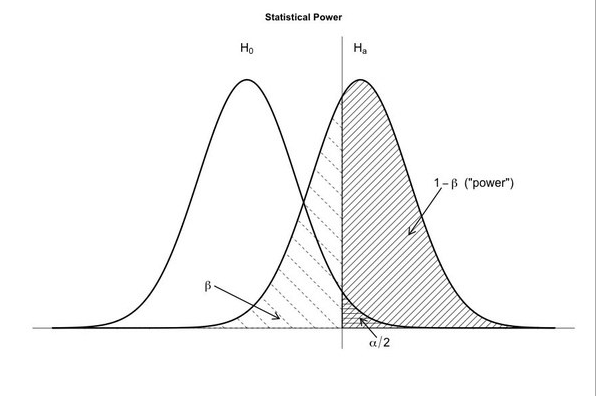 Statistical Power
H₀
Hₐ
1 – β ("power")
β
α/2